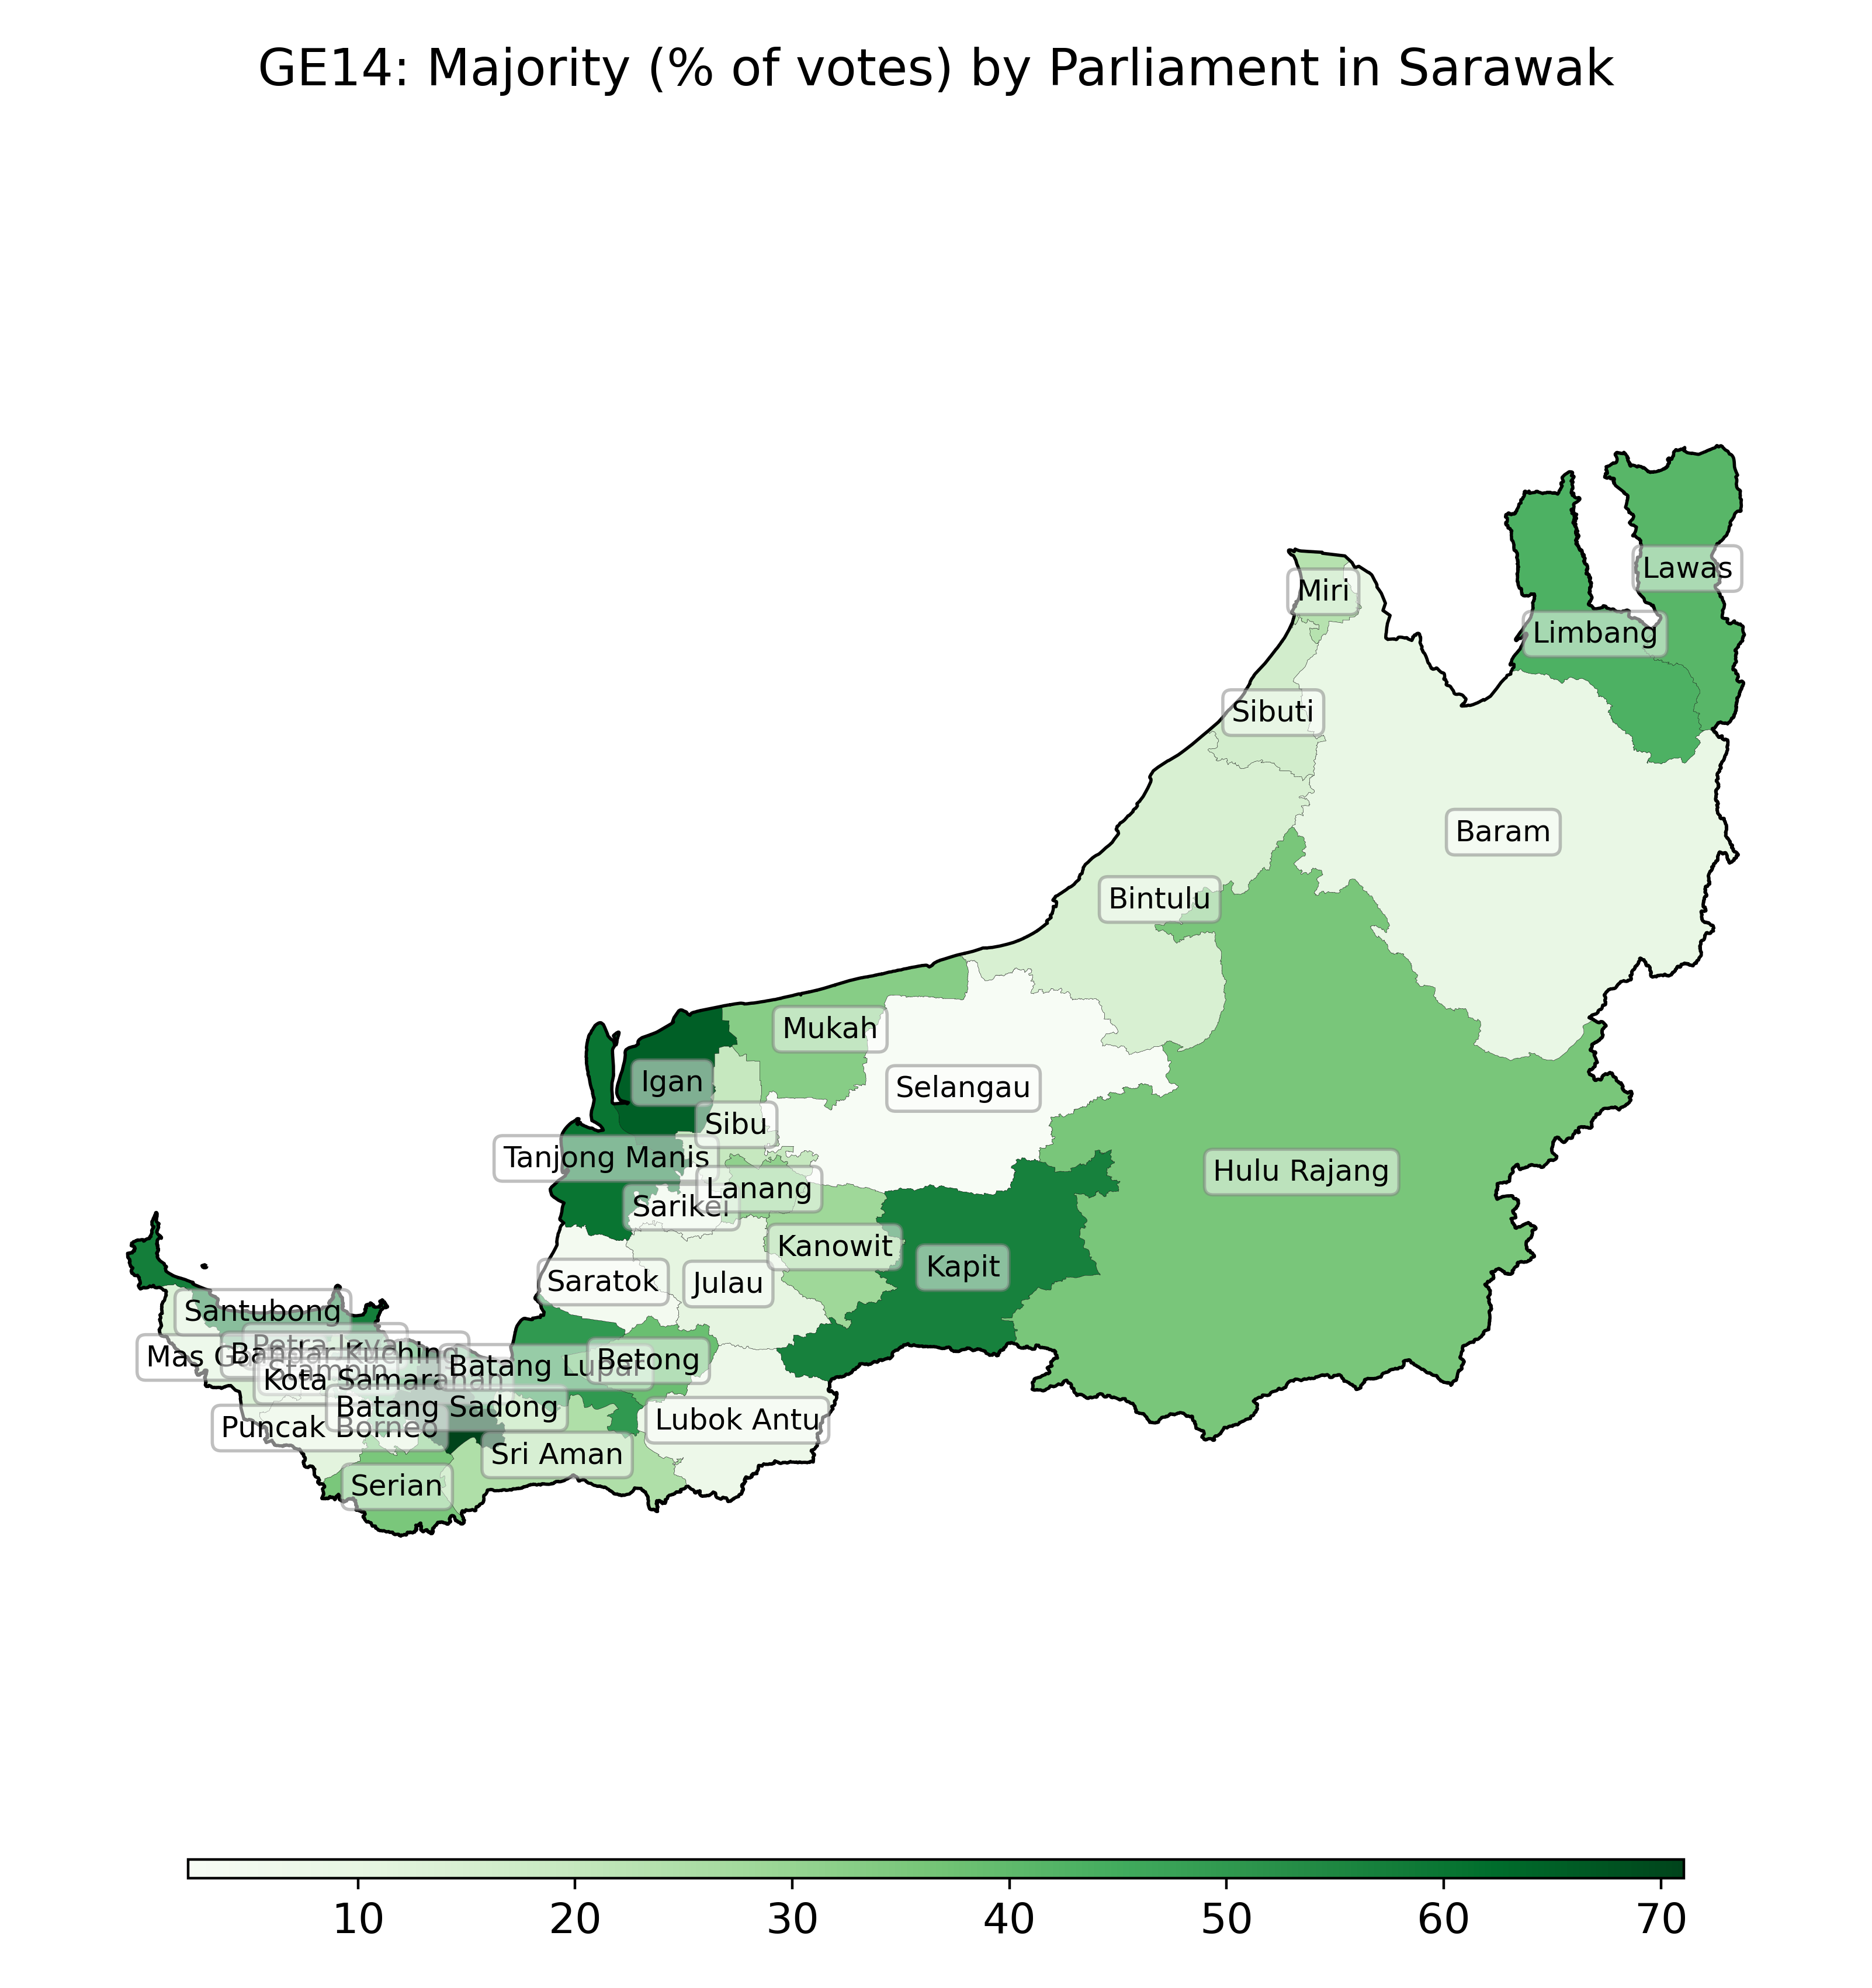 GE14: Majority (% of votes) by Parliament in Sarawak
Lawas
Miri
Limbang
Sibuti
Baram
Bintulu
Mukah
Igan
Selangau
Sibu
Tanjong Manis
Hulu Rajang
Lanang
Sarikei
Kanowit
Kapit
Saratok
Julau
Santubong
Petra Jaya
Mas G
Bandar Kuching
Betong
Batang Lupar
Stampin
Kota Samarahan
Batang Sadong
Lubok Antu
Puncak Borneo
Sri Aman
Serian
10 20 30 40 50 60 70